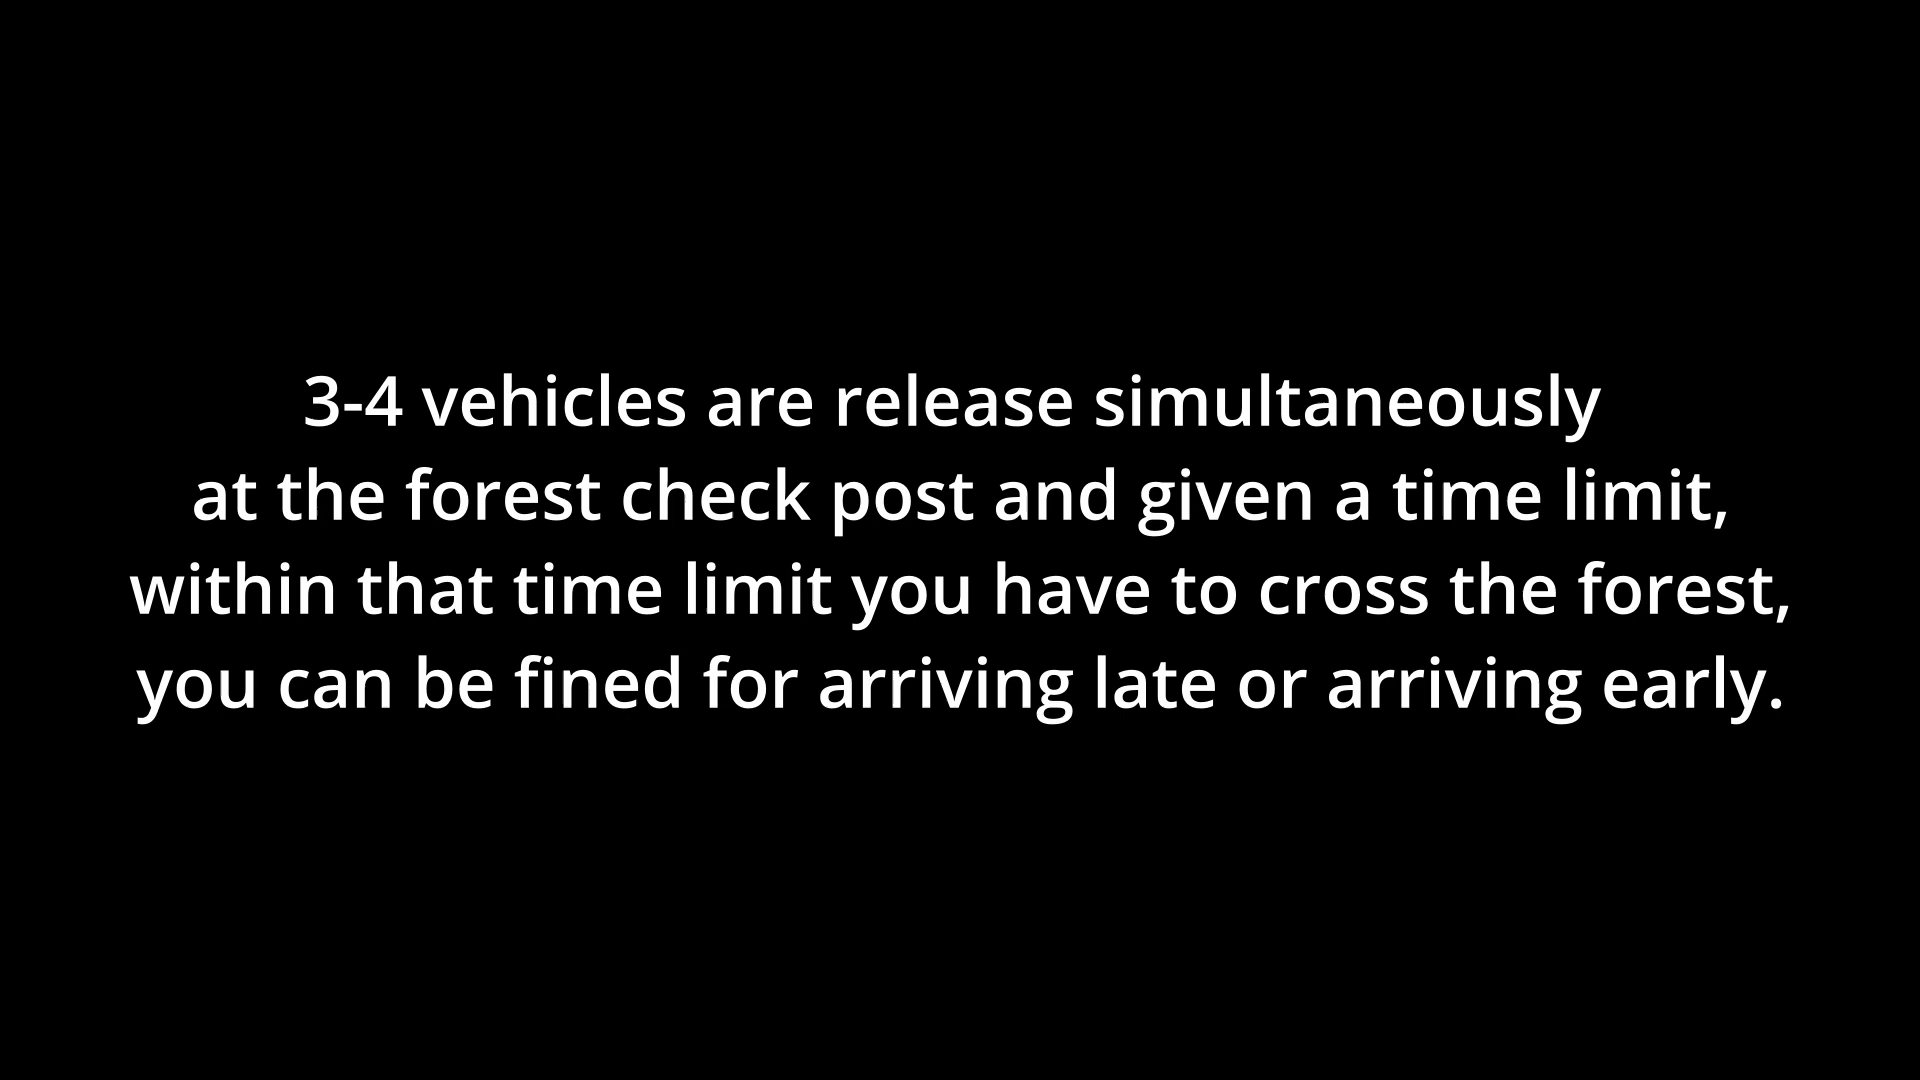 3-4 vehicles are release simultaneously
at the forest check post and given a time limit,
within that time limit you have to cross the forest,
you can be fined for arriving late or arriving early.